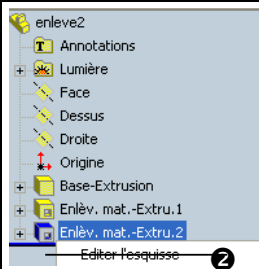 enleve2
T Annotations
Lumière
Face
Dessus
Droite
Origine
Base-Extrusion
Enlèv. mat.-Extru.1
Enlèv. mat.-Extru.2
Editer l'esquisse 2